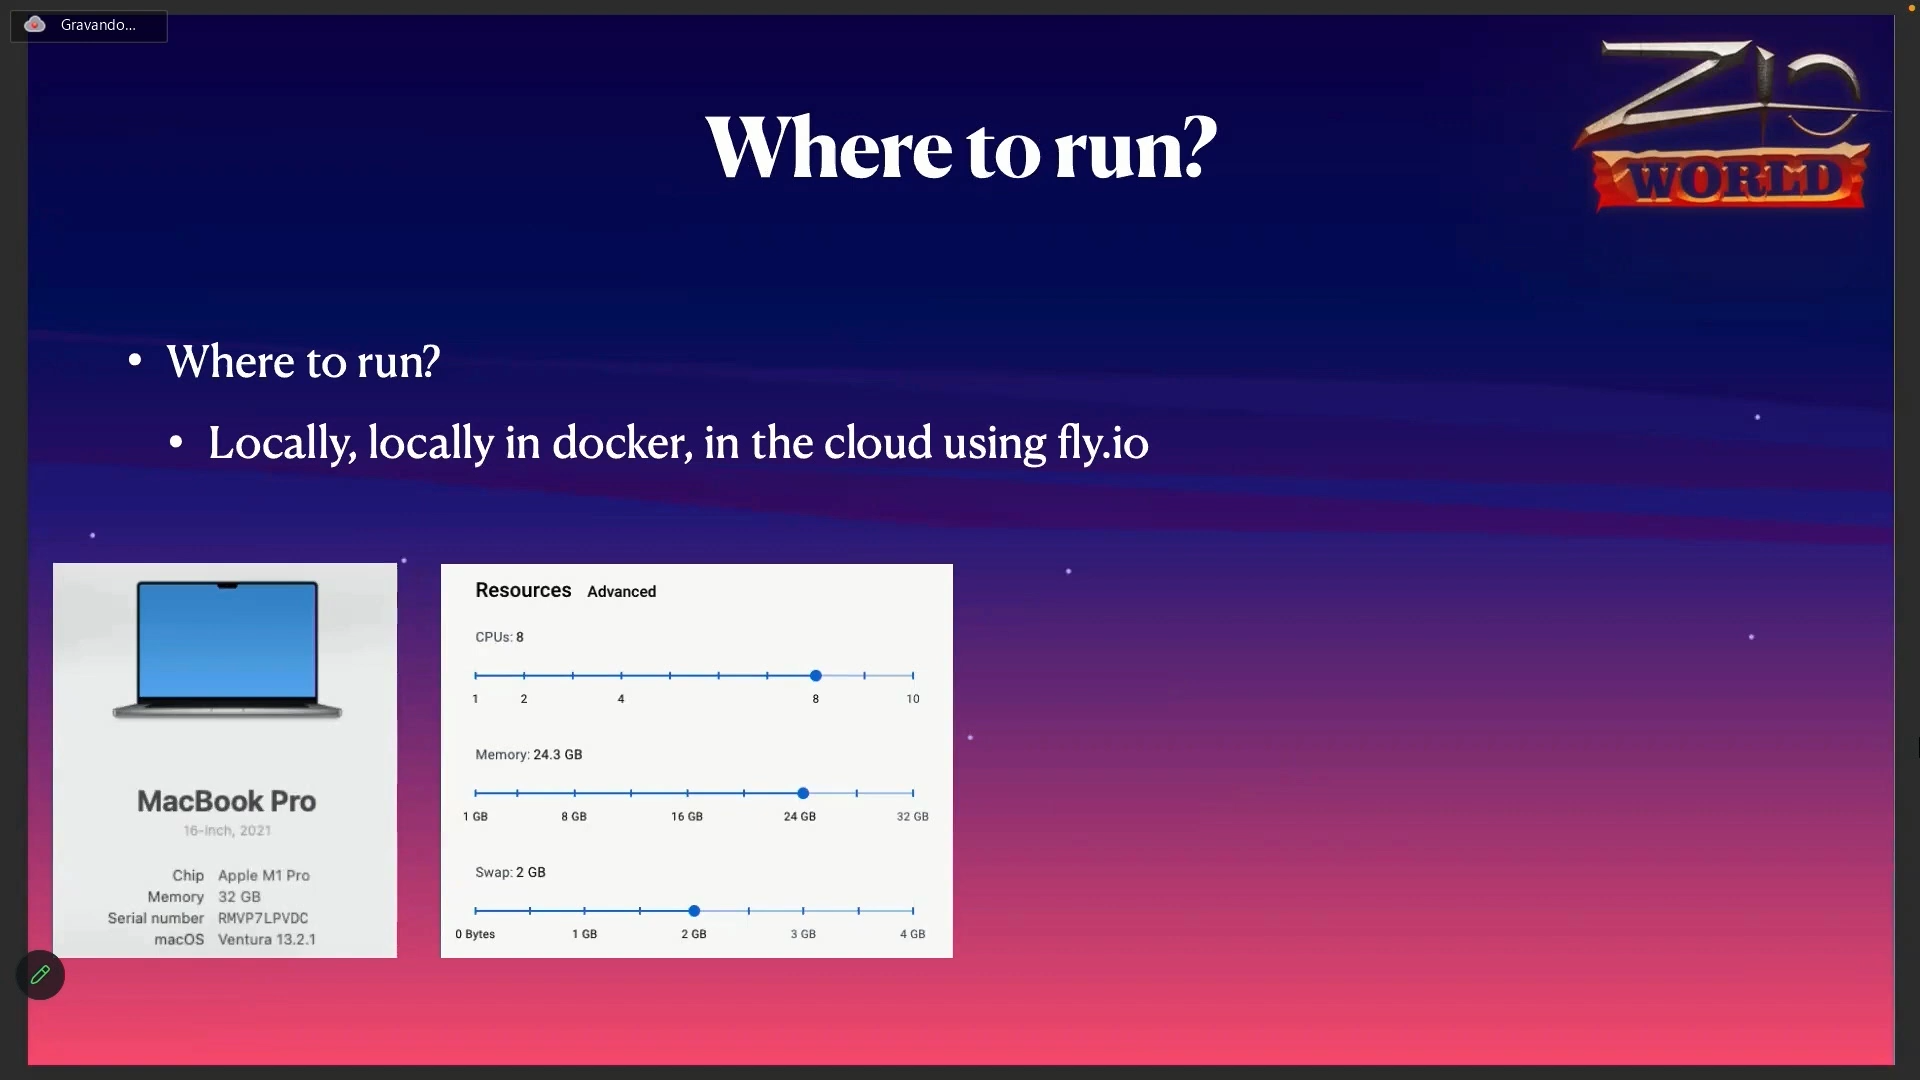 Gravando...
ZIO
WORLD
Where to run?
• Where to run?
• Locally, locally in docker, in the cloud using fly.io
MacBook Pro
16-inch, 2021
Chip Apple M1 Pro
Memory 32 GB
Serial number RMVP7LPVDC
macOS Ventura 13.2.1
Resources Advanced
CPUs: 8
1 2 4 8 10
Memory: 24.3 GB
1 GB 8 GB 16 GB 24 GB 32 GB
Swap: 2 GB
0 Bytes 1 GB 2 GB 3 GB 4 GB